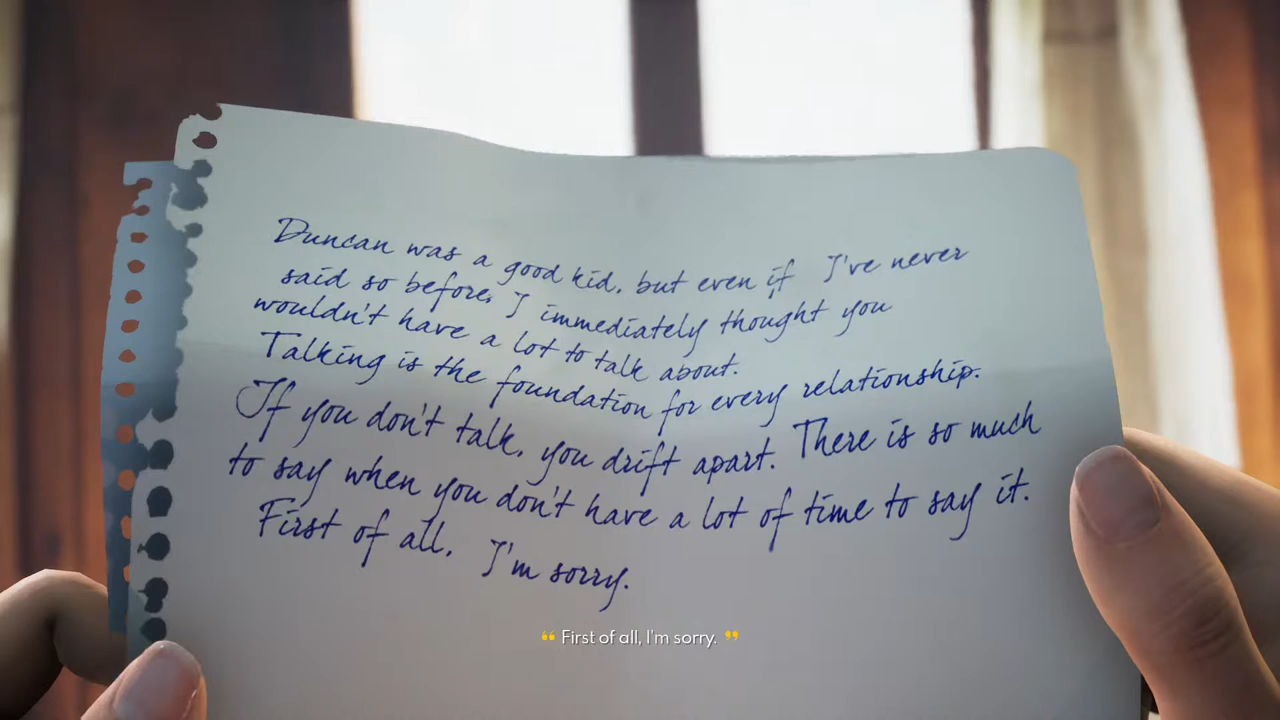 Duncan was a good kid, but even if I've never
said so before, I immediately thought you
wouldn't have a lot to talk about.
Talking is the foundation for every relationship.
If you don't talk, you drift apart. There is so much
to say when you don't have a lot of time to say it.
First of all, I'm sorry.
“ First of all, I'm sorry. ”